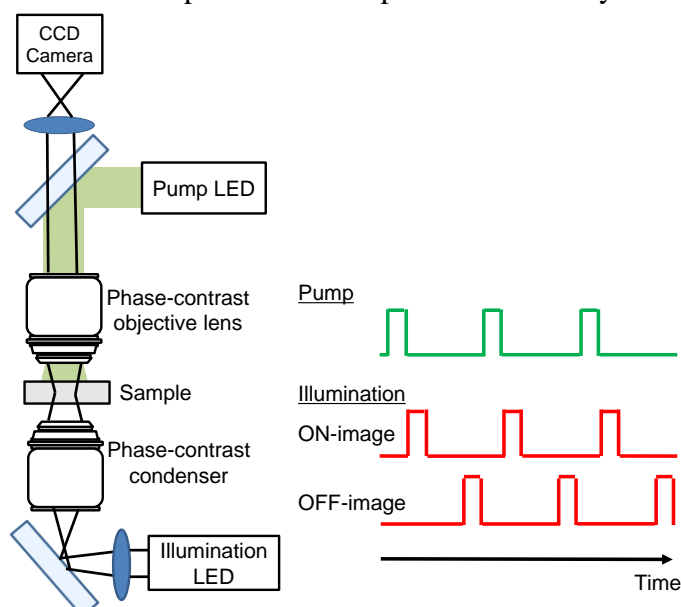 CCD
Camera
Pump LED
Phase-contrast
objective lens
Sample
Phase-contrast
condenser
Illumination
LED
Pump
Illumination
ON-image
OFF-image
Time